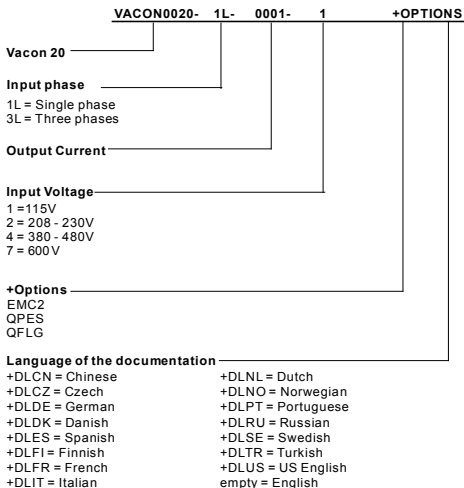 VACON0020- 1L- 0001- 1 +OPTIONS
Vacon 20
Input phase
1L = Single phase
3L = Three phases
Output Current
Input Voltage
1 =115V
2 = 208 - 230V
4 = 380 - 480V
7 = 600V
+Options
EMC2
QPES
QFLG
Language of the documentation
+DLCN = Chinese
+DLCZ = Czech
+DLDE = German
+DLDK = Danish
+DLES = Spanish
+DLFI = Finnish
+DLFR = French
+DLIT = Italian
+DLNL = Dutch
+DLNO = Norwegian
+DLPT = Portuguese
+DLRU = Russian
+DLSE = Swedish
+DLTR = Turkish
+DLUS = US English
empty = English